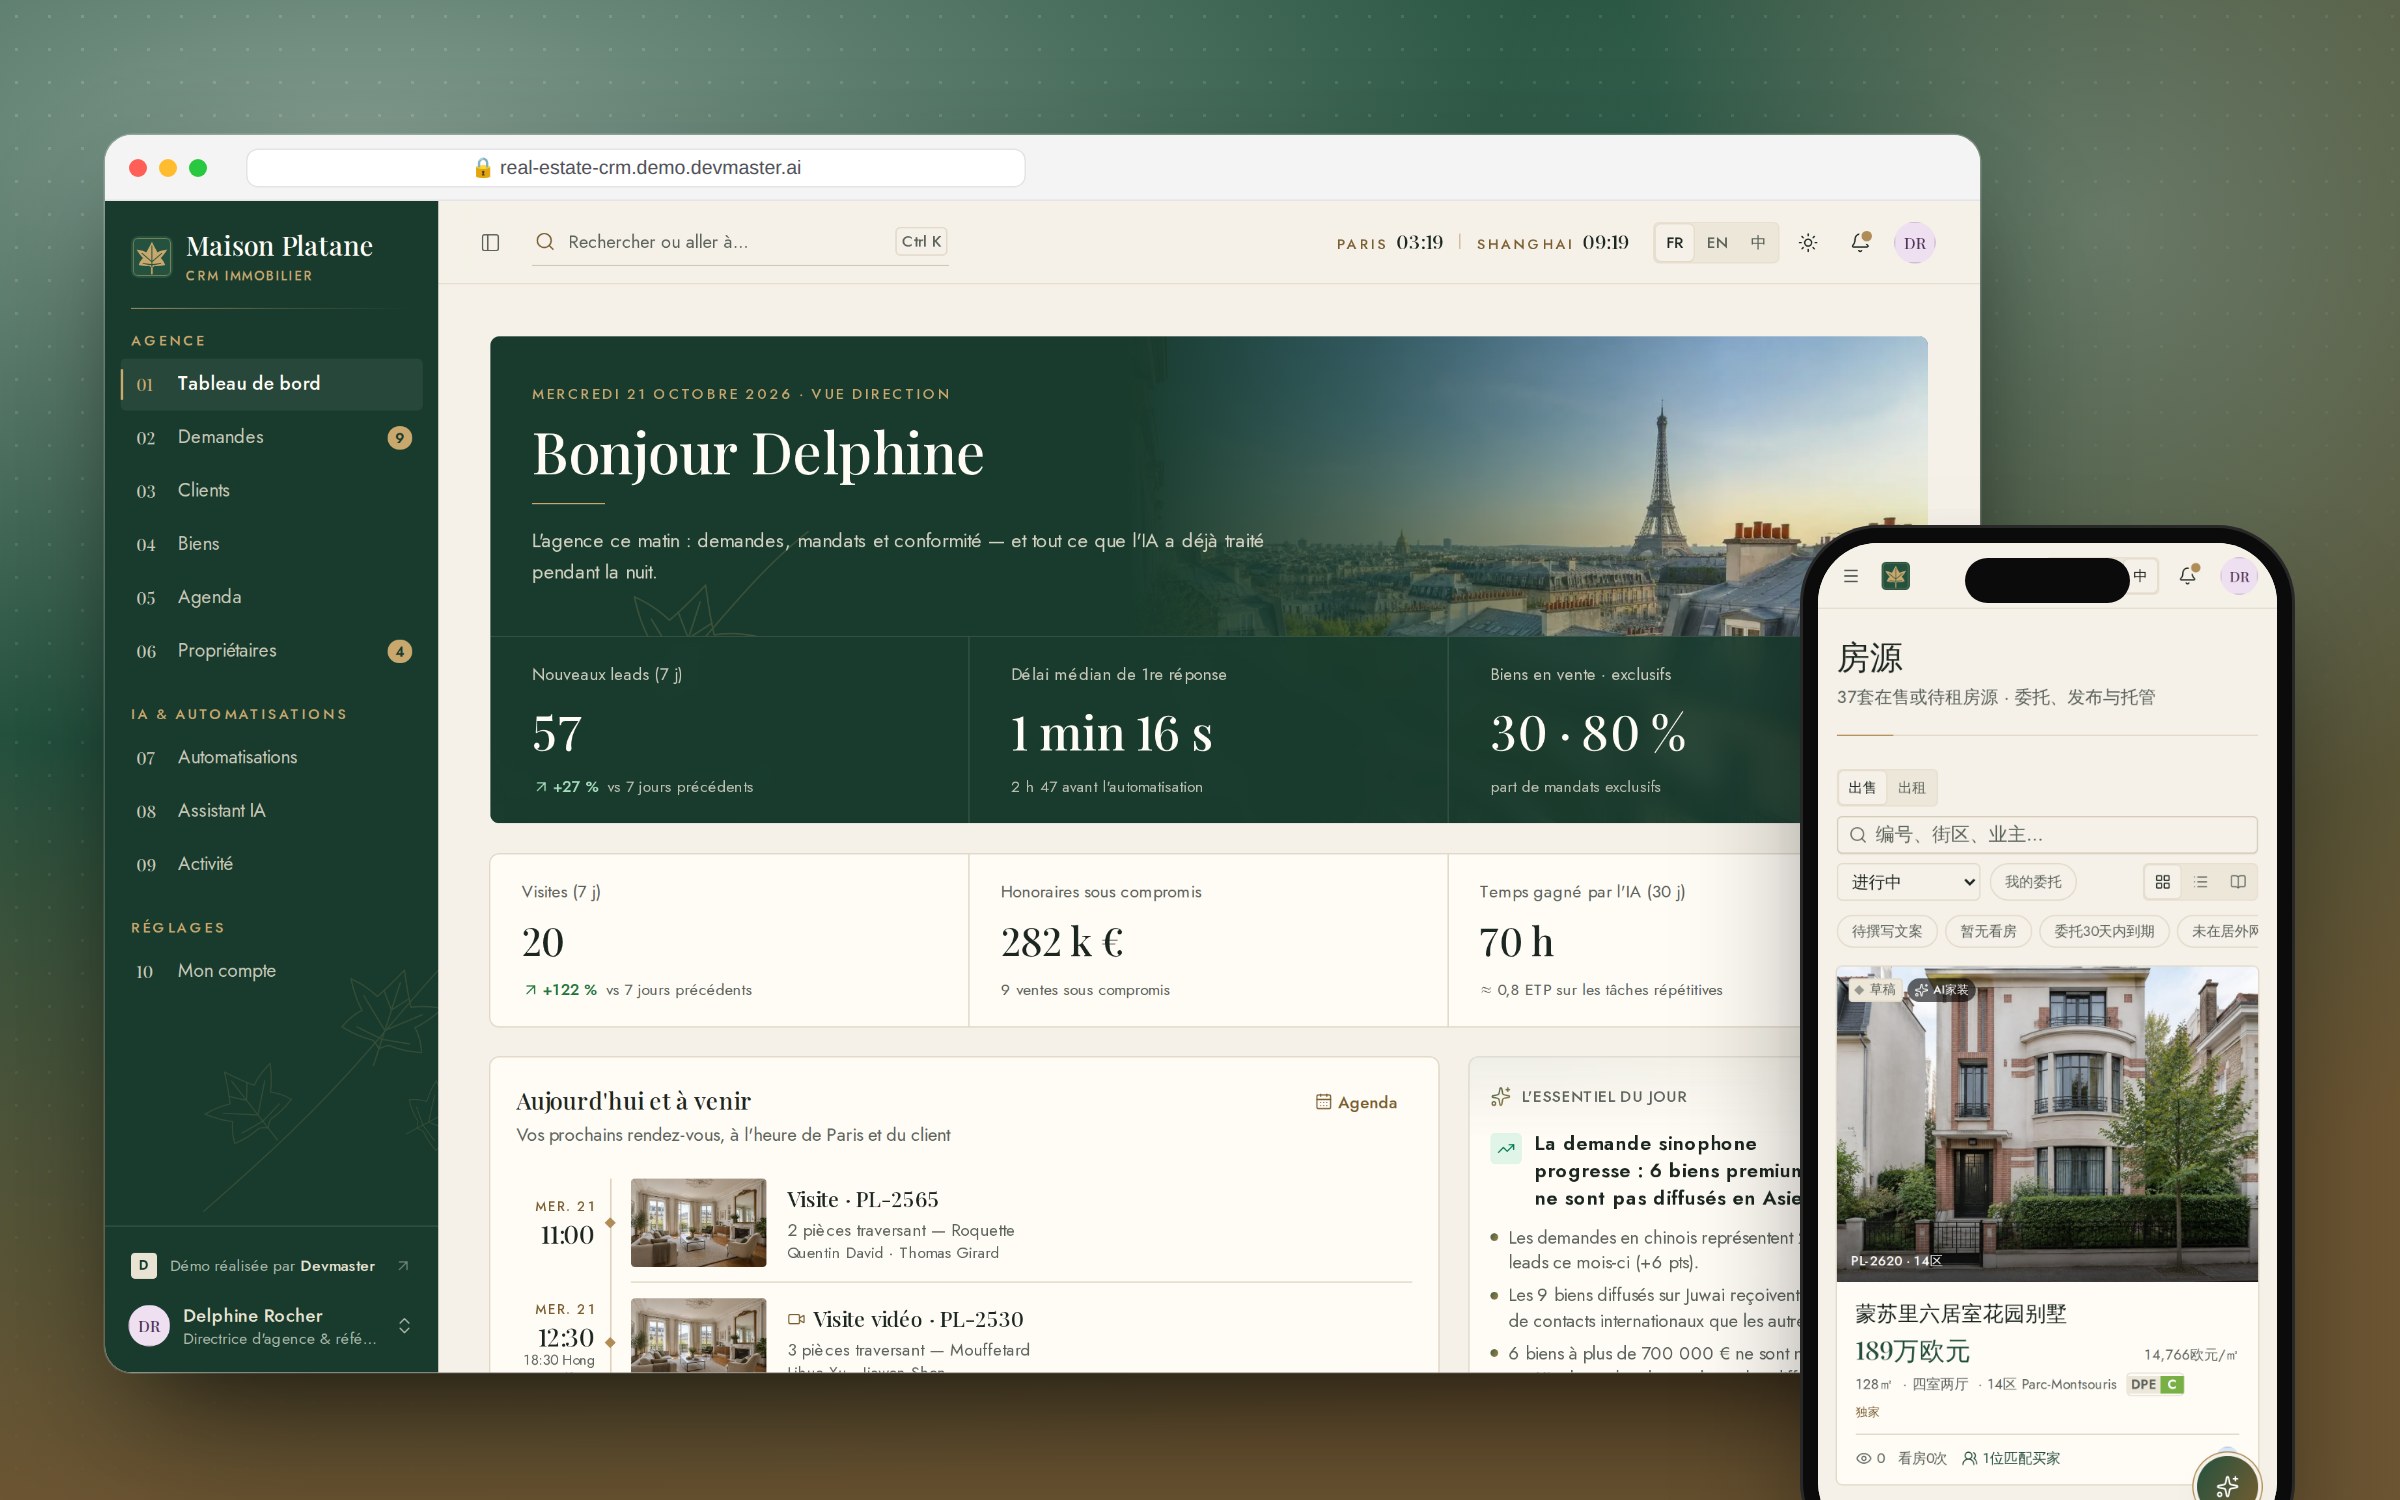 🔒 real-estate-crm.demo.devmaster.ai
Maison Platane
CRM IMMOBILIER
AGENCE
01 Tableau de bord
02 Demandes 9
03 Clients
04 Biens
05 Agenda
06 Propriétaires 4
IA & AUTOMATISATIONS
07 Automatisations
08 Assistant IA
09 Activité
RÉGLAGES
10 Mon compte
D Démo réalisée par Devmaster
DR Delphine Rocher
Directrice d'agence & réfé…
Rechercher ou aller à… Ctrl K
PARIS 03:19 SHANGHAI 09:19 FR EN 中 DR
MERCREDI 21 OCTOBRE 2026 · VUE DIRECTION
Bonjour Delphine
L'agence ce matin : demandes, mandats et conformité — et tout ce que l'IA a déjà traité
pendant la nuit.
Nouveaux leads (7 j)
57
+27 % vs 7 jours précédents
Délai médian de 1re réponse
1 min 16 s
2 h 47 avant l'automatisation
Biens en vente · exclusifs
30 · 80 %
part de mandats exclusifs
Visites (7 j)
20
+122 % vs 7 jours précédents
Honoraires sous compromis
282 k €
9 ventes sous compromis
Temps gagné par l'IA (30 j)
70 h
≈ 0,8 ETP sur les tâches répétitives
Aujourd'hui et à venir
Agenda
Vos prochains rendez-vous, à l'heure de Paris et du client
MER. 21
11:00
Visite · PL-2565
2 pièces traversant — Roquette
Quentin David · Thomas Girard
MER. 21
12:30
18:30 Hong
Visite vidéo · PL-2530
3 pièces traversant — Mouffetard
L'ESSENTIEL DU JOUR
La demande sinophone
progresse : 6 biens premium
ne sont pas diffusés en Asie
Les demandes en chinois représentent
leads ce mois-ci (+6 pts).
Les 9 biens diffusés sur Juwai reçoivent
de contacts internationaux que les autre
6 biens à plus de 700 000 € ne sont
中 DR
房源
37套在售或待租房源 · 委托、发布与托管
出售 出租
编号、街区、业主…
进行中 我的委托
待撰写文案 暂无看房 委托30天内到期 未在居外网
草稿 AI家装
PL-2620 · 14区
蒙苏里六居室花园别墅
189万欧元 14,766欧元/㎡
128㎡ · 四室两厅 · 14区 Parc-Montsouris DPE C
独家
0 看房0次 1位匹配买家